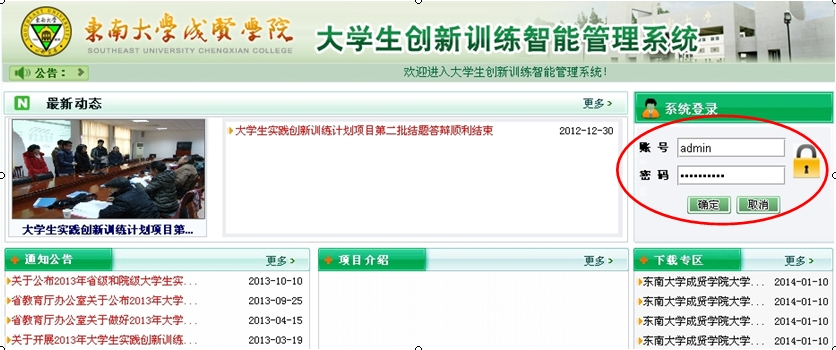 東南大學成賢學院
SOUTHEAST UNIVERSITY CHENGXIAN COLLEGE
大学生创新训练智能管理系统
公告：
欢迎进入大学生创新训练智能管理系统！
N 最新动态 更多
大学生实践创新训练计划项目第二批结题答辩顺利结束 2012-12-30
大学生实践创新训练计划项目第...
系统登录
账 号 admin
密 码 ••••••••••
确定 取消
通知公告 更多
关于公布2013年省级和院级大学生实... 2013-10-10
省教育厅办公室关于公布2013年大学... 2013-09-25
省教育厅办公室关于做好2013年大学... 2013-04-15
关于开展2013年大学生实践创新训练... 2013-03-19
项目介绍 更多
下载专区 更多
东南大学成贤学院大学... 2014-01-10
东南大学成贤学院大学... 2014-01-10
东南大学成贤学院大学... 2014-01-10
东南大学成贤学院大学... 2014-01-10